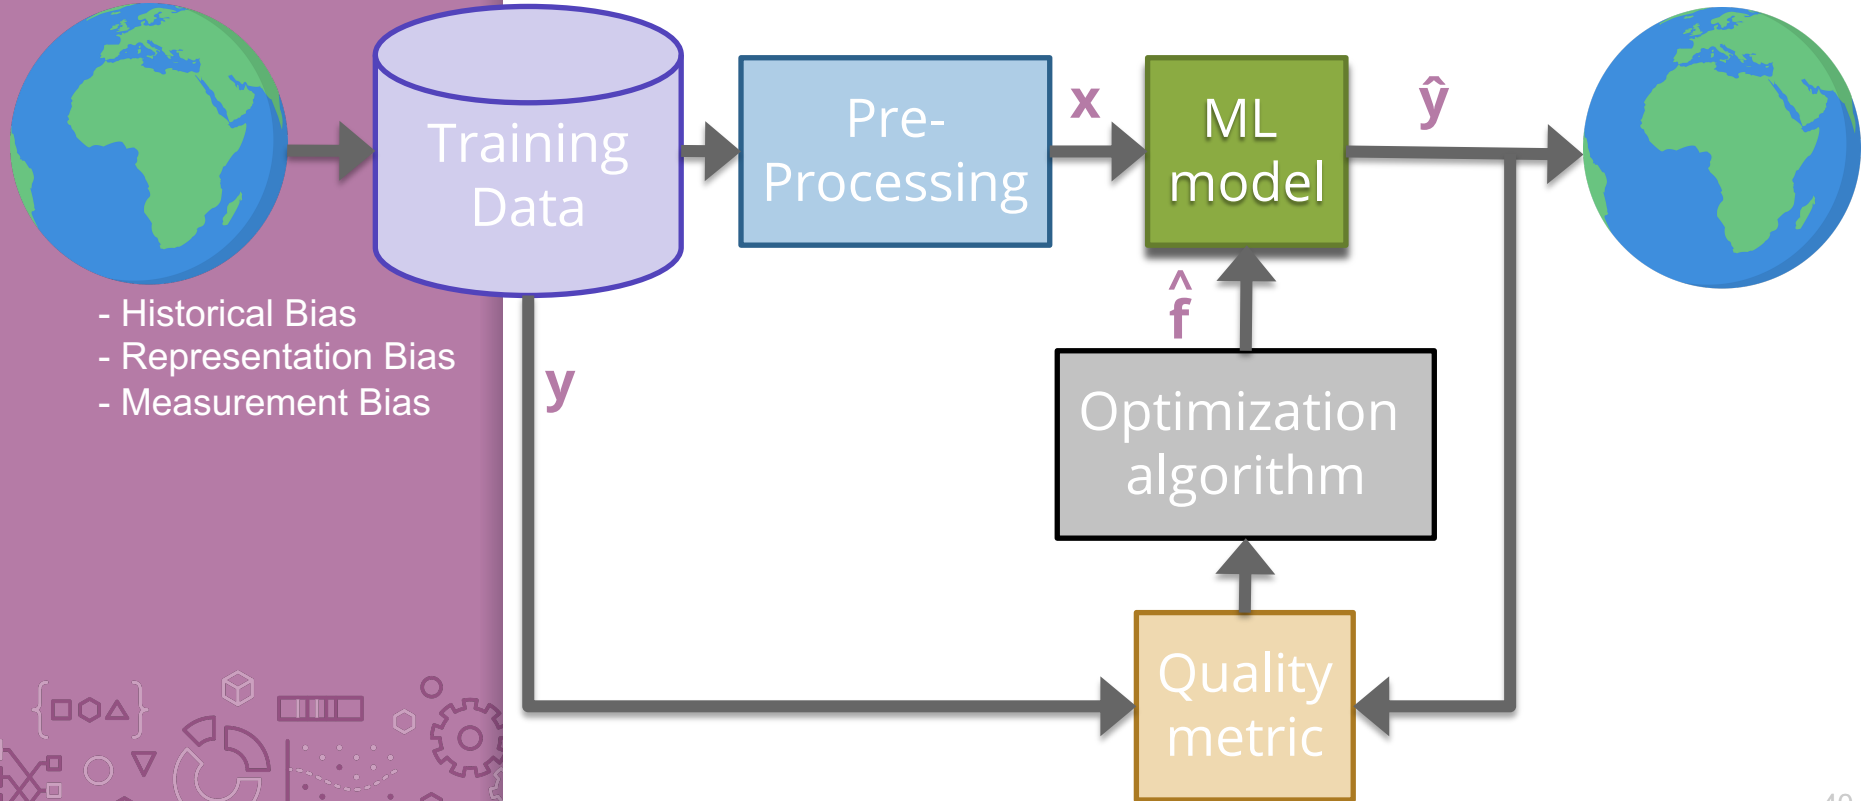 Training
Data
Pre-
Processing
x
ML
model
ŷ
- Historical Bias
- Representation Bias
- Measurement Bias
y
f̂
Optimization
algorithm
Quality
metric